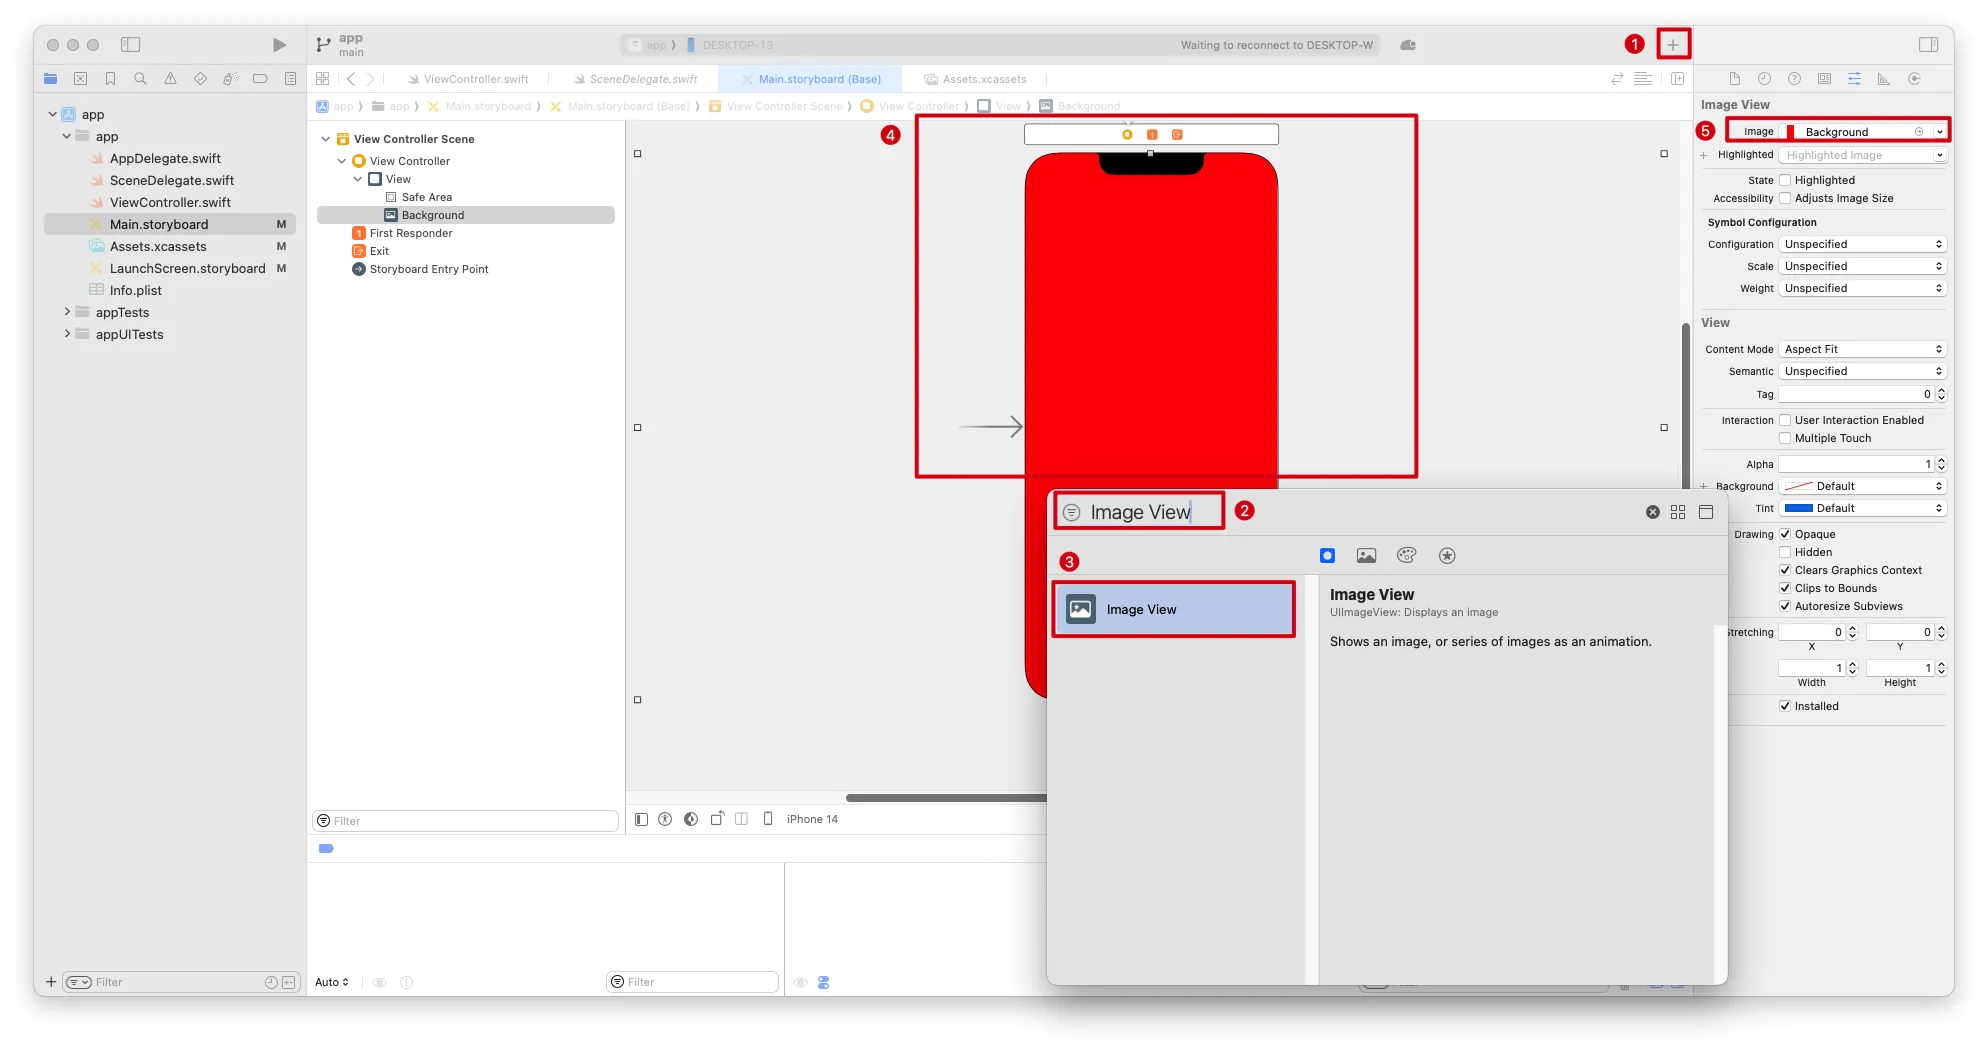 app
main
app
DESKTOP-13
Waiting to reconnect to DESKTOP-W
1
ViewController.swift
SceneDelegate.swift
Main.storyboard (Base)
Assets.xcassets
app
app
Main.storyboard
Main.storyboard (Base)
View Controller Scene
View Controller
View
Background
app
app
AppDelegate.swift
SceneDelegate.swift
ViewController.swift
Main.storyboard M
Assets.xcassets M
LaunchScreen.storyboard M
Info.plist
appTests
appUITests
Filter
View Controller Scene
View Controller
View
Safe Area
Background
1 First Responder
Exit
Storyboard Entry Point
Filter
4
1
iPhone 14
Auto
Filter
2
Image View
3
Image View
Image View
UIImageView: Displays an image
Shows an image, or series of images as an animation.
Image View
5
Image Background
Highlighted Highlighted Image
State Highlighted
Accessibility Adjusts Image Size
Symbol Configuration
Configuration Unspecified
Scale Unspecified
Weight Unspecified
View
Content Mode Aspect Fit
Semantic Unspecified
Tag 0
Interaction User Interaction Enabled
Multiple Touch
Alpha 1
Background Default
Tint Default
Drawing Opaque
Hidden
Clears Graphics Context
Clips to Bounds
Autoresize Subviews
Stretching 0 0
X Y
1 1
Width Height
Installed